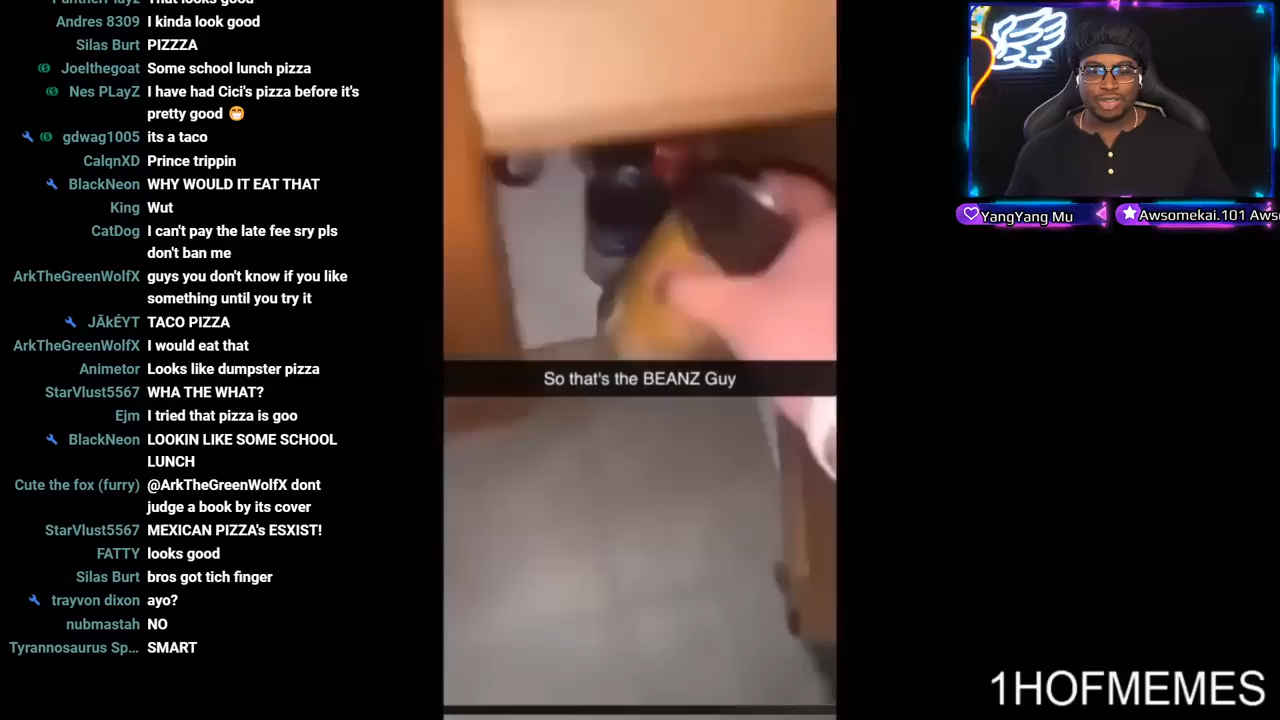 That looks good
Andres 8309 I kinda look good
Silas Burt PIZZZA
Joelthegoat Some school lunch pizza
Nes PLayZ I have had Cici's pizza before it's
pretty good 😁
gdwag1005 its a taco
CalqnXD Prince trippin
BlackNeon WHY WOULD IT EAT THAT
King Wut
CatDog I can't pay the late fee sry pls
don't ban me
ArkTheGreenWolfX guys you don't know if you like
something until you try it
JĀkÉYT TACO PIZZA
ArkTheGreenWolfX I would eat that
Animetor Looks like dumpster pizza
StarVlust5567 WHA THE WHAT?
Ejm I tried that pizza is goo
BlackNeon LOOKIN LIKE SOME SCHOOL
LUNCH
Cute the fox (furry) @ArkTheGreenWolfX dont
judge a book by its cover
StarVlust5567 MEXICAN PIZZA's ESXIST!
FATTY looks good
Silas Burt bros got tich finger
trayvon dixon ayo?
nubmastah NO
Tyrannosaurus Sp... SMART
So that's the BEANZ Guy
YangYang Mu
Awsomekai.101 Aws
1HOFMEMES